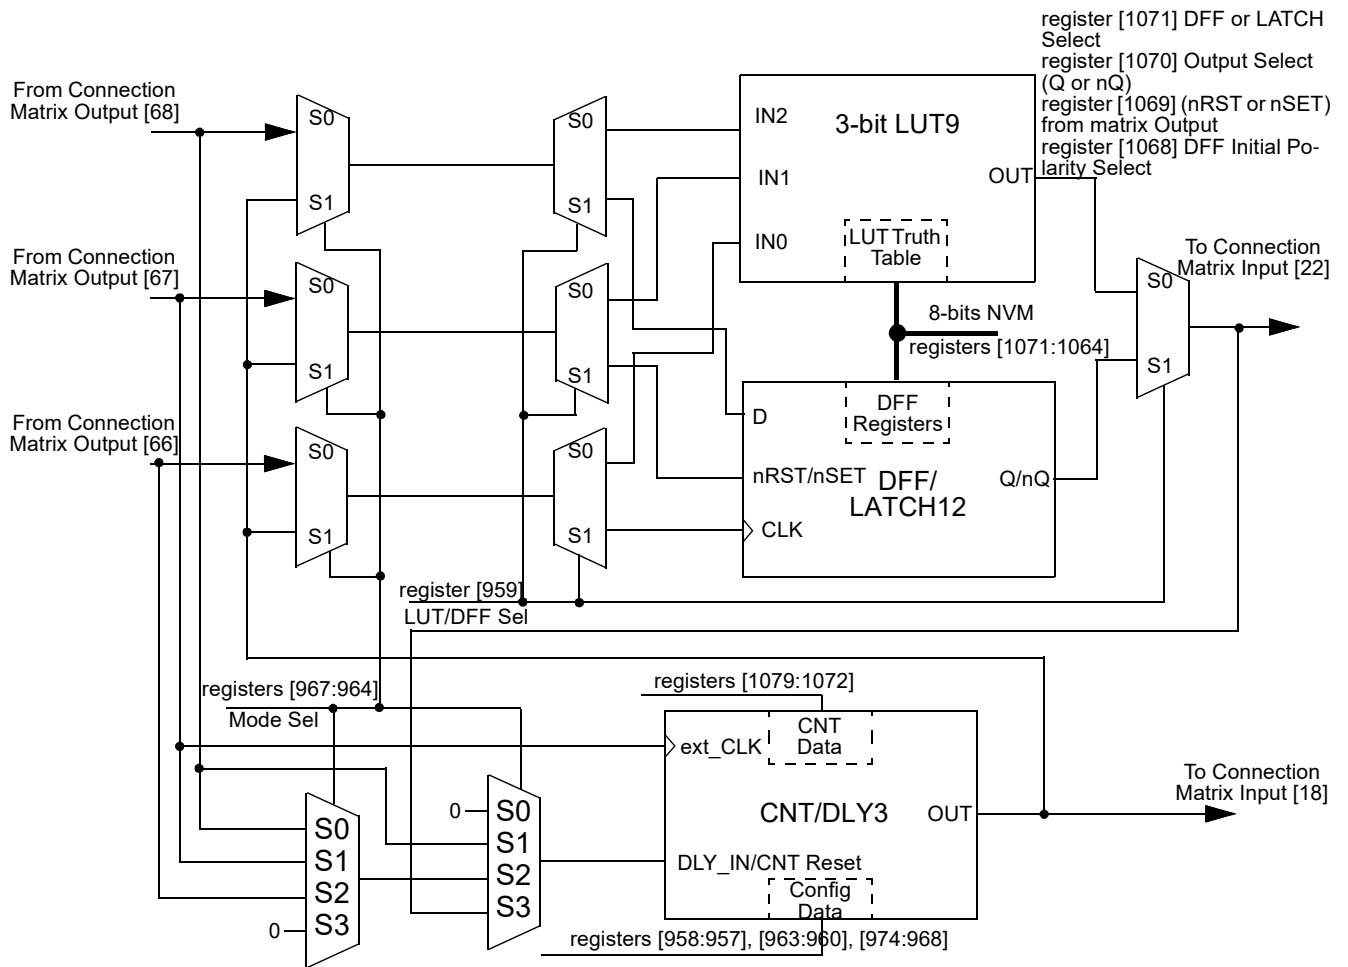 register [1071] DFF or LATCH
Select
register [1070] Output Select
(Q or nQ)
register [1069] (nRST or nSET)
from matrix Output
register [1068] DFF Initial Po-
larity Select
From Connection
Matrix Output [68]
S0
S1
S0
S1
IN2
IN1
IN0
3-bit LUT9
OUT
LUT Truth
Table
From Connection
Matrix Output [67]
S0
S1
S0
S1
To Connection
Matrix Input [22]
S0
S1
8-bits NVM
registers [1071:1064]
From Connection
Matrix Output [66]
S0
S1
S0
S1
D
nRST/nSET
CLK
DFF
Registers
DFF/
LATCH12
Q/nQ
register [959]
LUT/DFF Sel
registers [967:964]
Mode Sel
registers [1079:1072]
ext_CLK
CNT
Data
CNT/DLY3
OUT
DLY_IN/CNT Reset
Config
Data
To Connection
Matrix Input [18]
0
S0
S1
S2
S3
S0
S1
S2
S3
0
registers [958:957], [963:960], [974:968]